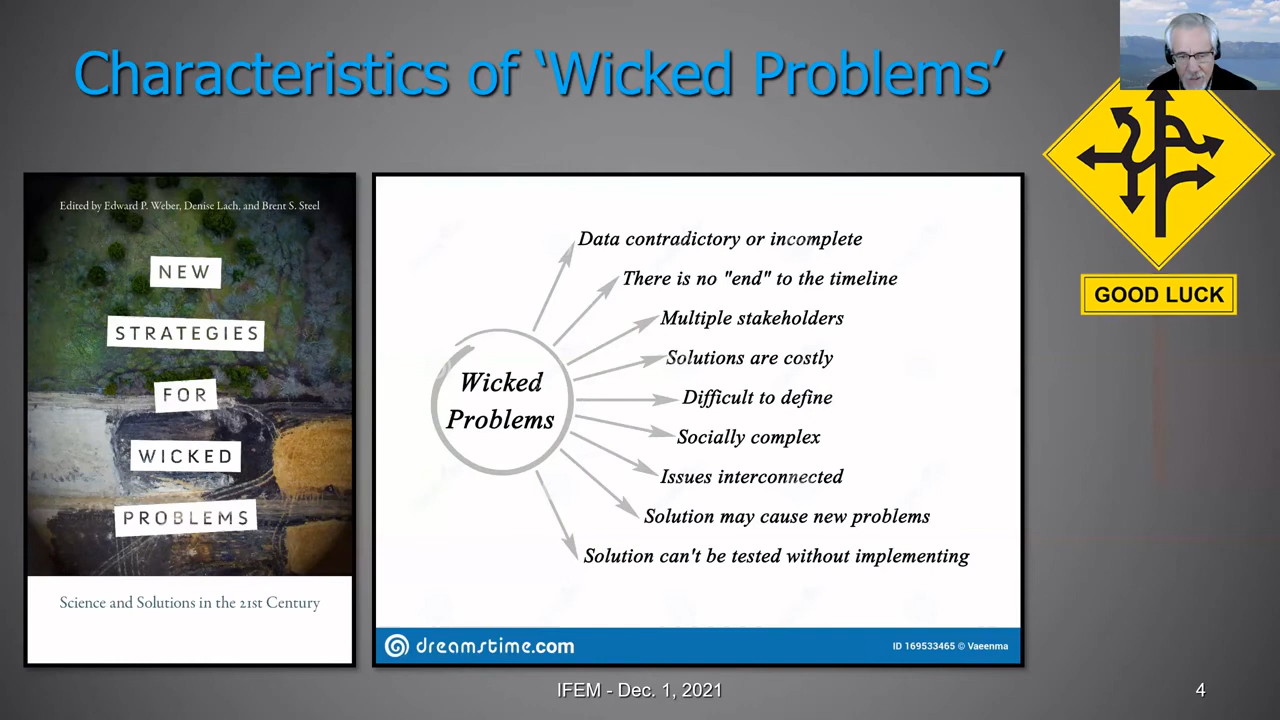 Characteristics of ‘Wicked Problems’
Edited by Edward P. Weber, Denise Lach, and Brent S. Steel
NEW
STRATEGIES
FOR
WICKED
PROBLEMS
Science and Solutions in the 21st Century
Wicked
Problems
Data contradictory or incomplete
There is no "end" to the timeline
Multiple stakeholders
Solutions are costly
Difficult to define
Socially complex
Issues interconnected
Solution may cause new problems
Solution can't be tested without implementing
dreamstime.com
ID 169533465 © Vaeenma
GOOD LUCK
IFEM - Dec. 1, 2021
4